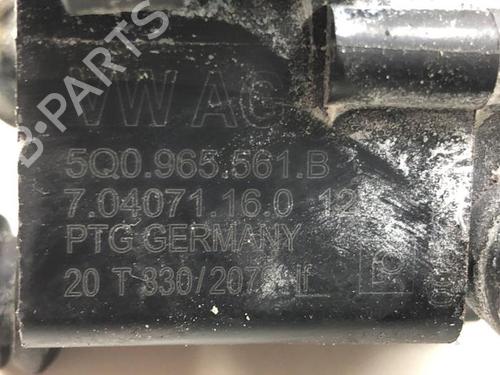 B-PARTS
VW AG
5Q0.965.561.B
7.04071.16.0 12
PTG GERMANY
20 T 330/207